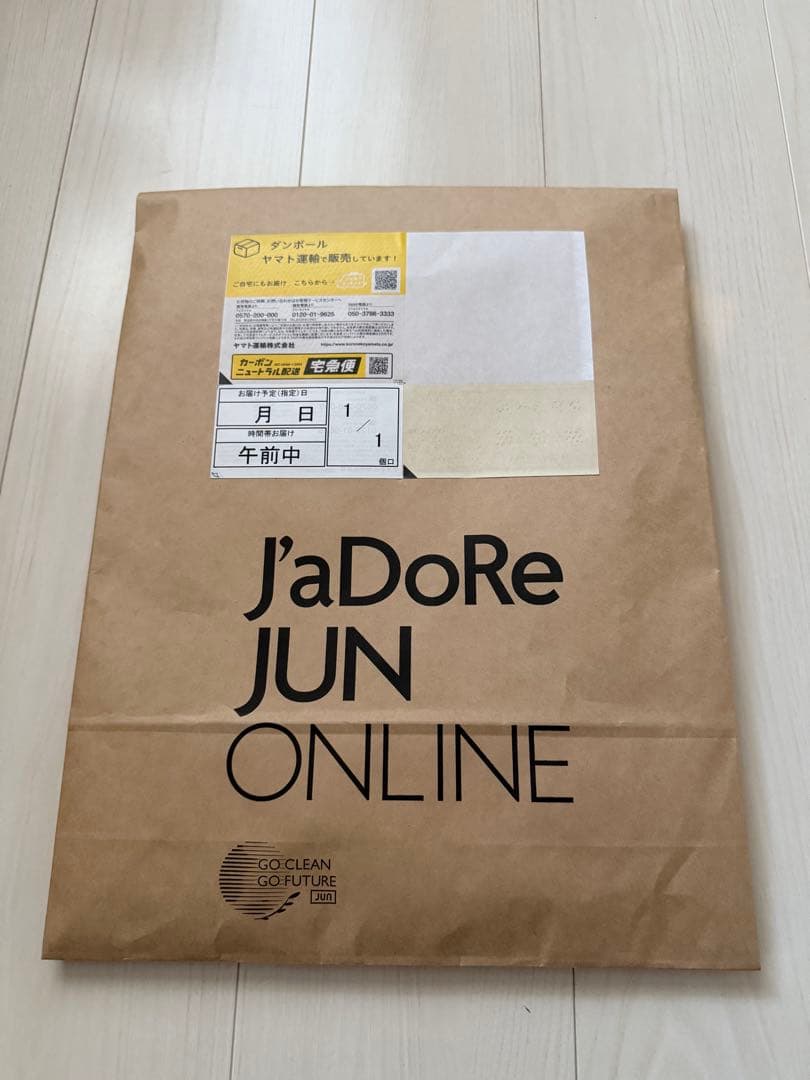 ダンボール
ヤマト運輸で販売しています！
ご自宅にもお届け こちらから→
0570-200-000 0120-01-9625 050-3786-3333
ヤマト運輸株式会社 https://www.kuronekoyamato.co.jp/
カーボン
ニュートラル配送 宅急便
お届け予定(指定)日
月 日
時間帯お届け
午前中
1/1
個口
J'aDoRe
JUN
ONLINE
GO CLEAN
GO FUTURE
JUN